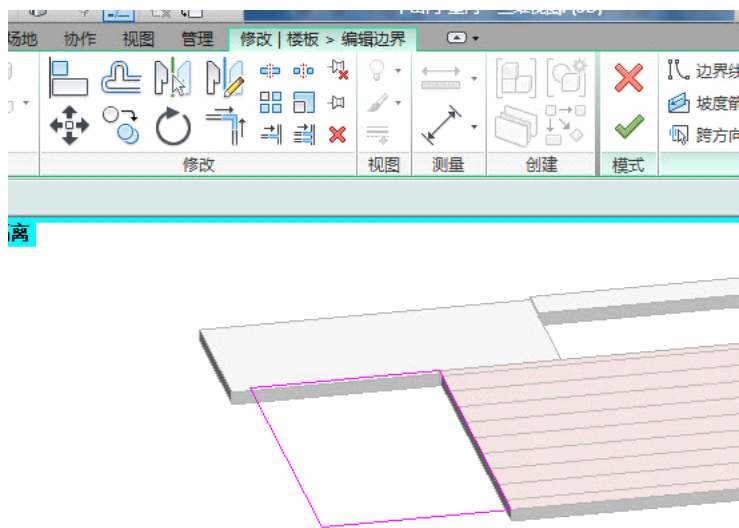 场地 协作 视图 管理 修改 | 楼板 > 编辑边界
边界线
坡度箭
跨方向
修改 视图 测量 创建 模式
离